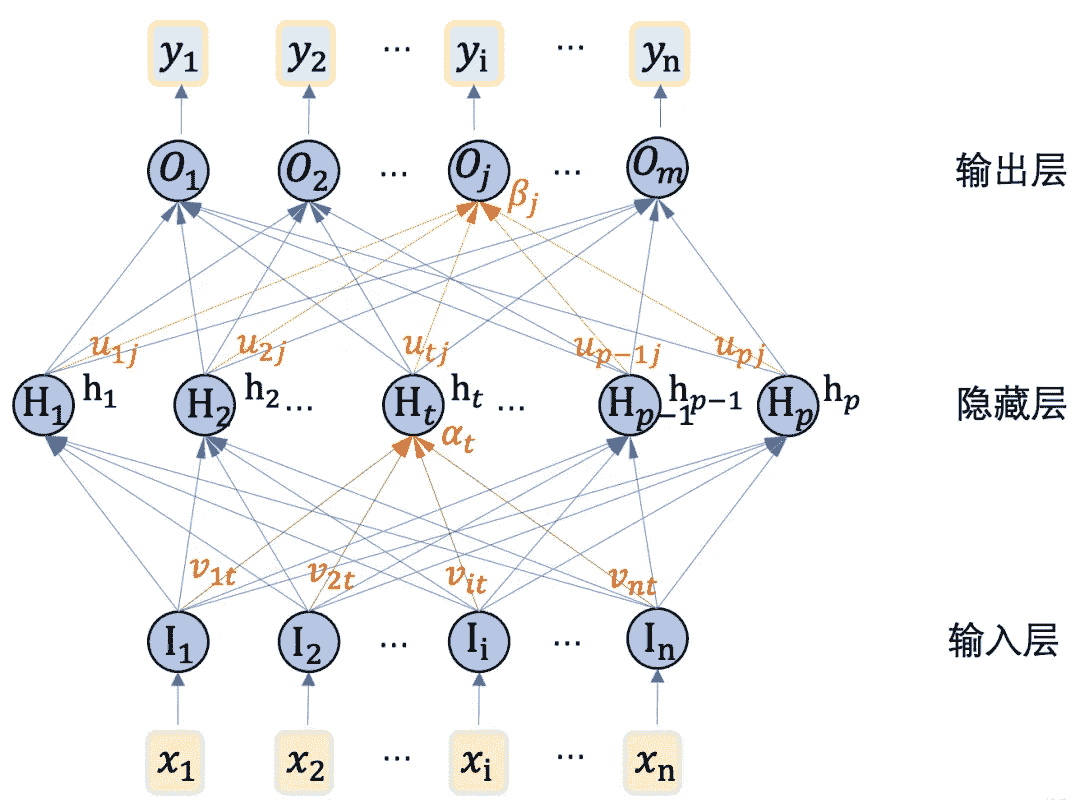 y₁ y₂ … yᵢ … yₙ
O₁ O₂ … Oⱼ … Oₘ 输出层
βⱼ
u₁ⱼ u₂ⱼ uₜⱼ uₚ₋₁ⱼ uₚⱼ
H₁ h₁ H₂ h₂ … Hₜ hₜ … Hₚ₋₁ hₚ₋₁ Hₚ hₚ 隐藏层
αₜ
v₁ₜ v₂ₜ vᵢₜ vₙₜ
I₁ I₂ … Iᵢ … Iₙ 输入层
x₁ x₂ … xᵢ … xₙ